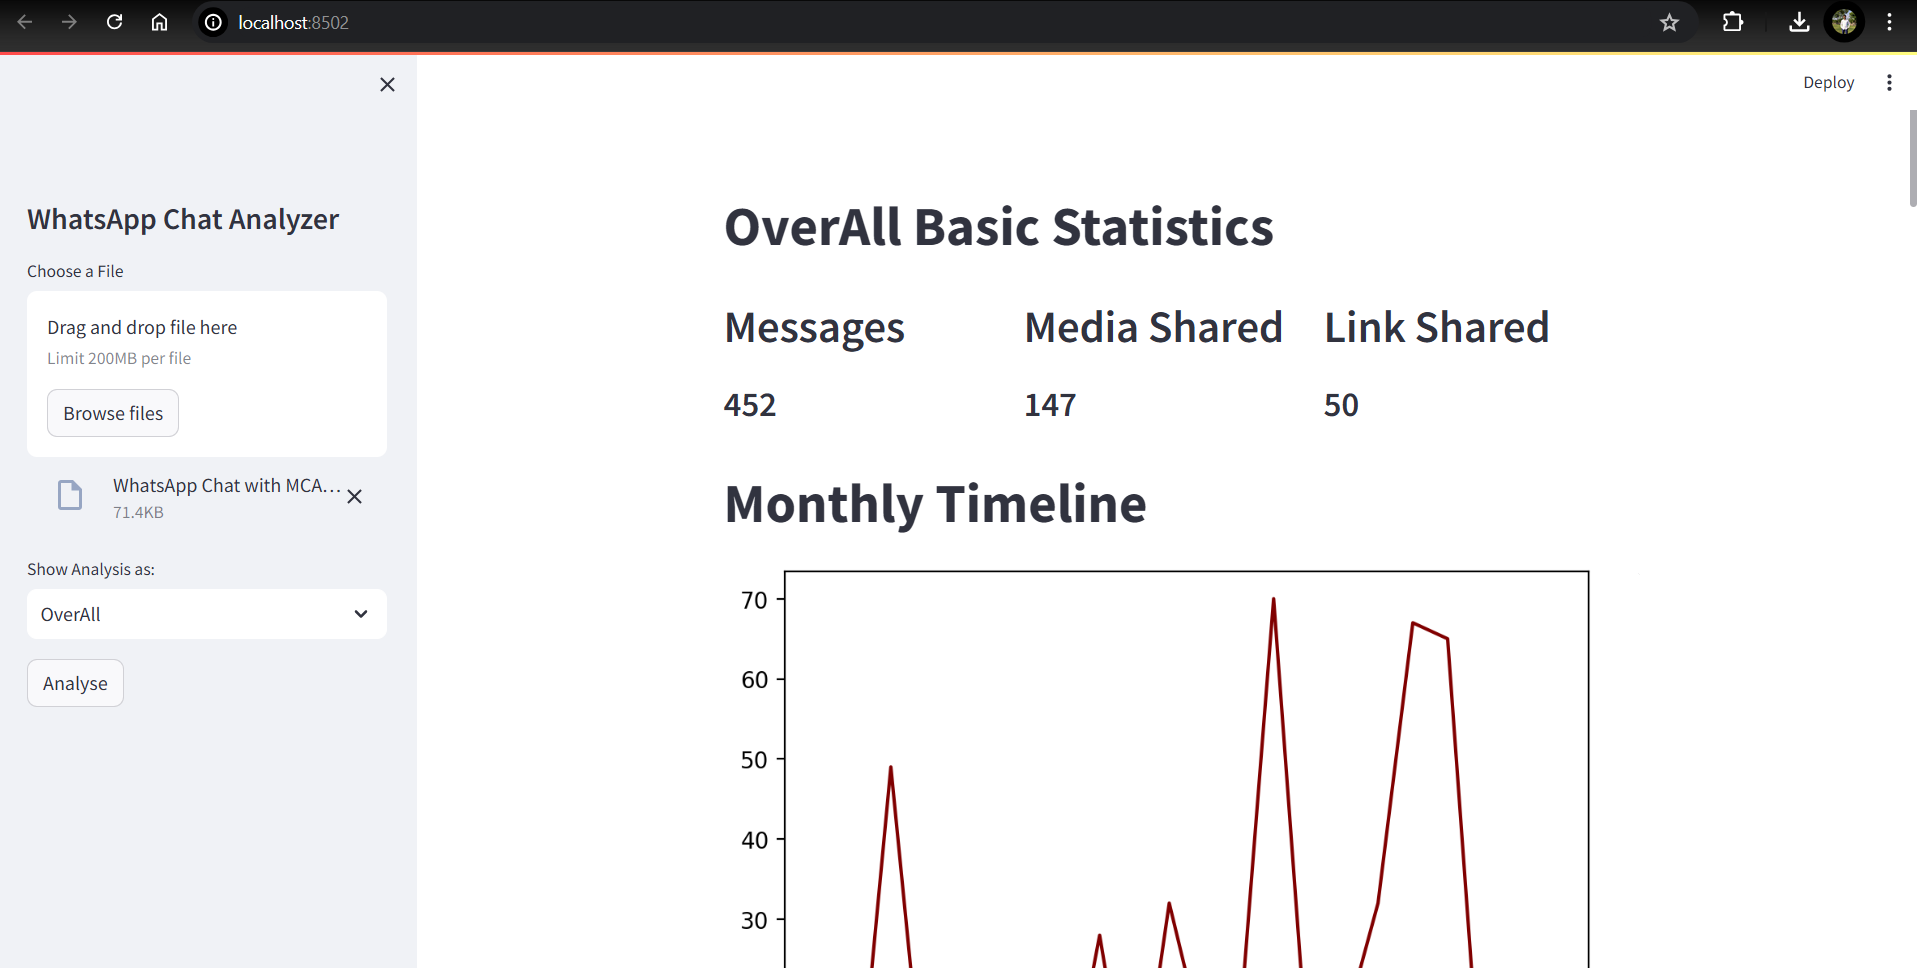 localhost:8502
Deploy
WhatsApp Chat Analyzer
Choose a File
Drag and drop file here
Limit 200MB per file
Browse files
WhatsApp Chat with MCA...
71.4KB
Show Analysis as:
OverAll
Analyse
OverAll Basic Statistics
Messages Media Shared Link Shared
452 147 50
Monthly Timeline
70
60
50
40
30